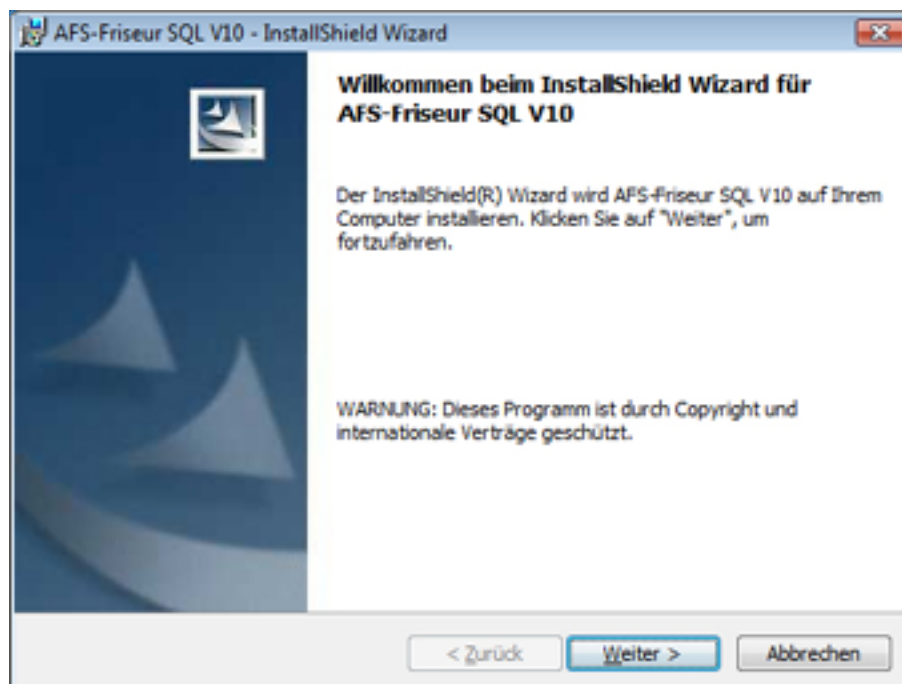 AFS-Friseur SQL V10 - InstallShield Wizard
Willkommen beim InstallShield Wizard für
AFS-Friseur SQL V10
Der InstallShield(R) Wizard wird AFS-Friseur SQL V10 auf Ihrem
Computer installieren. Klicken Sie auf "Weiter", um
fortzufahren.
WARNUNG: Dieses Programm ist durch Copyright und
internationale Verträge geschützt.
< Zurück Weiter > Abbrechen